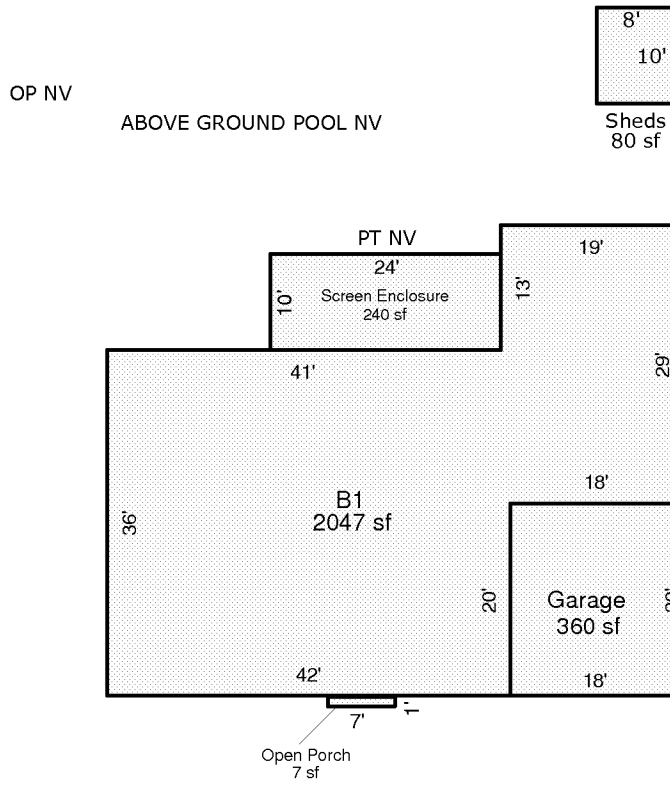 8'
10'
OP NV
ABOVE GROUND POOL NV
Sheds
80 sf
PT NV
19'
24'
13'
10'
Screen Enclosure
240 sf
29'
41'
18'
B1
2047 sf
36'
20'
Garage
360 sf
42'
18'
7'
1'
Open Porch
7 sf